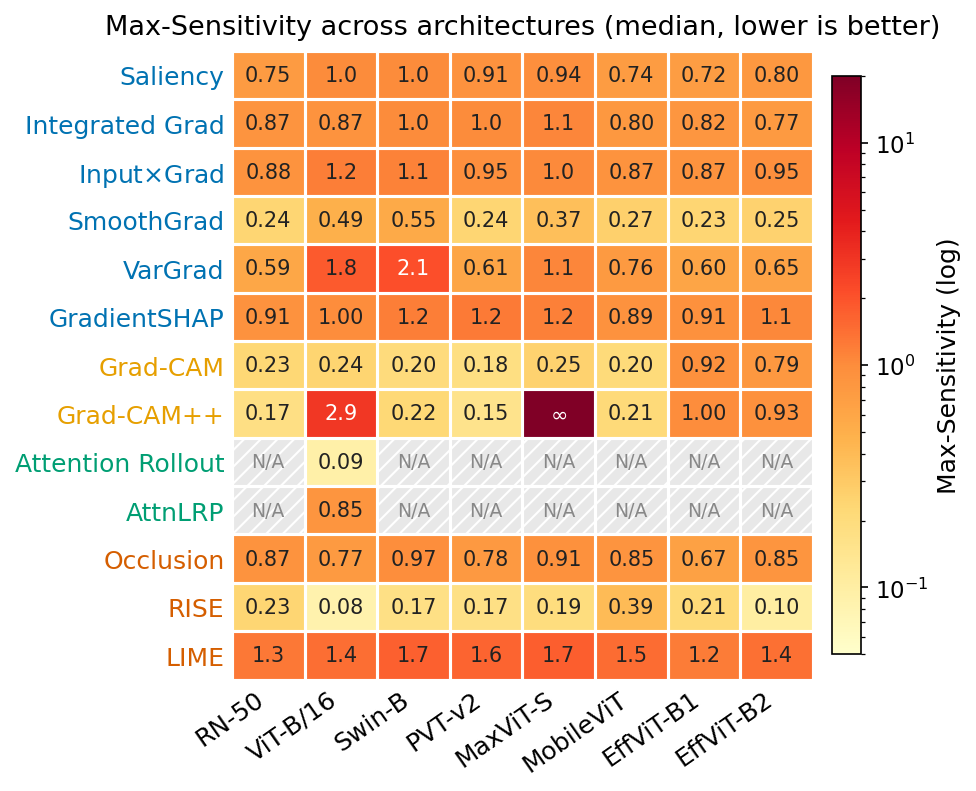 Max-Sensitivity across architectures (median, lower is better)
Saliency 0.75 1.0 1.0 0.91 0.94 0.74 0.72 0.80
Integrated Grad 0.87 0.87 1.0 1.0 1.1 0.80 0.82 0.77
Input×Grad 0.88 1.2 1.1 0.95 1.0 0.87 0.87 0.95
SmoothGrad 0.24 0.49 0.55 0.24 0.37 0.27 0.23 0.25
VarGrad 0.59 1.8 2.1 0.61 1.1 0.76 0.60 0.65
GradientSHAP 0.91 1.00 1.2 1.2 1.2 0.89 0.91 1.1
Grad-CAM 0.23 0.24 0.20 0.18 0.25 0.20 0.92 0.79
Grad-CAM++ 0.17 2.9 0.22 0.15 ∞ 0.21 1.00 0.93
Attention Rollout N/A 0.09 N/A N/A N/A N/A N/A N/A
AttnLRP N/A 0.85 N/A N/A N/A N/A N/A N/A
Occlusion 0.87 0.77 0.97 0.78 0.91 0.85 0.67 0.85
RISE 0.23 0.08 0.17 0.17 0.19 0.39 0.21 0.10
LIME 1.3 1.4 1.7 1.6 1.7 1.5 1.2 1.4
RN-50 ViT-B/16 Swin-B PVT-v2 MaxViT-S MobileViT EffViT-B1 EffViT-B2
10¹
10⁰
10⁻¹
Max-Sensitivity (log)